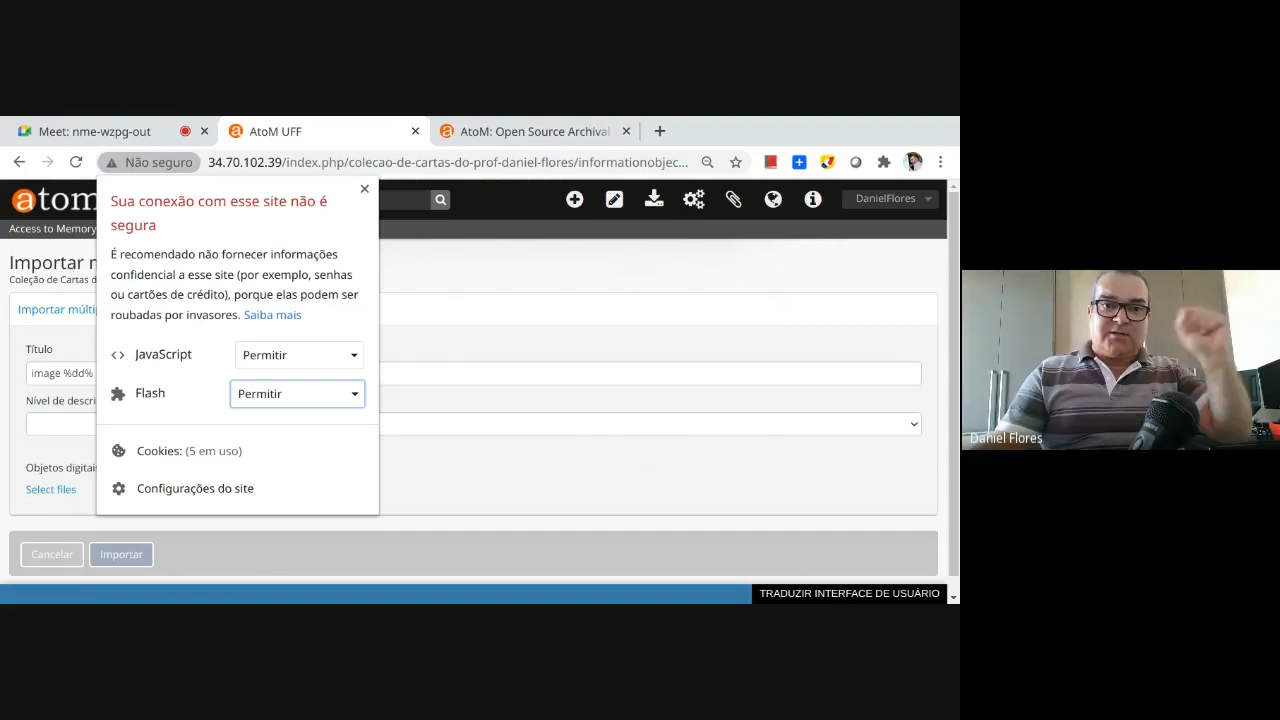 Meet: nme-wzpg-out
AtoM UFF
AtoM: Open Source Archival
Não seguro
34.70.102.39/index.php/colecao-de-cartas-do-prof-daniel-flores/informationobjec...
atom
DanielFlores
Access to Memory
Sua conexão com esse site não é
segura
É recomendado não fornecer informações
confidencial a esse site (por exemplo, senhas
ou cartões de crédito), porque elas podem ser
roubadas por invasores. Saiba mais
JavaScript
Permitir
Flash
Permitir
Cookies: (5 em uso)
Configurações do site
Importar
Coleção de Cartas d
Importar múlti
Título
image %dd%
Nível de descri
Objetos digitais
Select files
Cancelar
Importar
TRADUZIR INTERFACE DE USUÁRIO
Daniel Flores